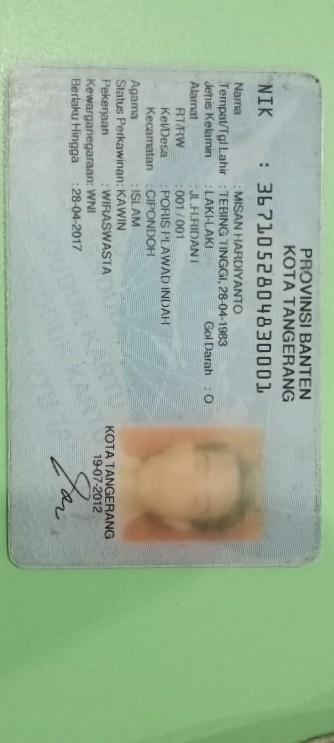 PROVINSI BANTEN
KOTA TANGERANG
NIK : 3671052804830001
Nama : MISAN HARDIYANTO
Tempat/Tgl Lahir : TEBING TINGGI, 28-04-1983
Jenis Kelamin : LAKI-LAKI Gol Darah : O
Alamat : JL.H.RIDAN I
RT/RW : 001 / 001
Kel/Desa : PORIS PLAWAD INDAH
Kecamatan : CIPONDOH
Agama : ISLAM
Status Perkawinan: KAWIN
Pekerjaan : WIRASWASTA
Kewarganegaraan: WNI
Berlaku Hingga : 28-04-2017
KOTA TANGERANG
19-07-2012